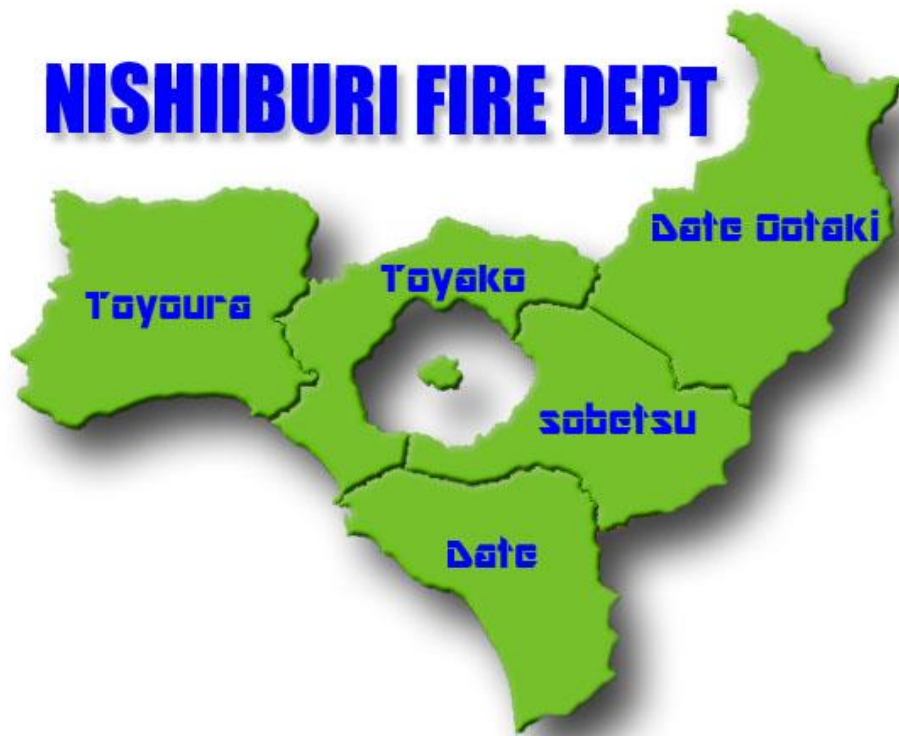 NISHIIBURI FIRE DEPT
Date Ootaki
Toyako
Toyoura
sobetsu
Date